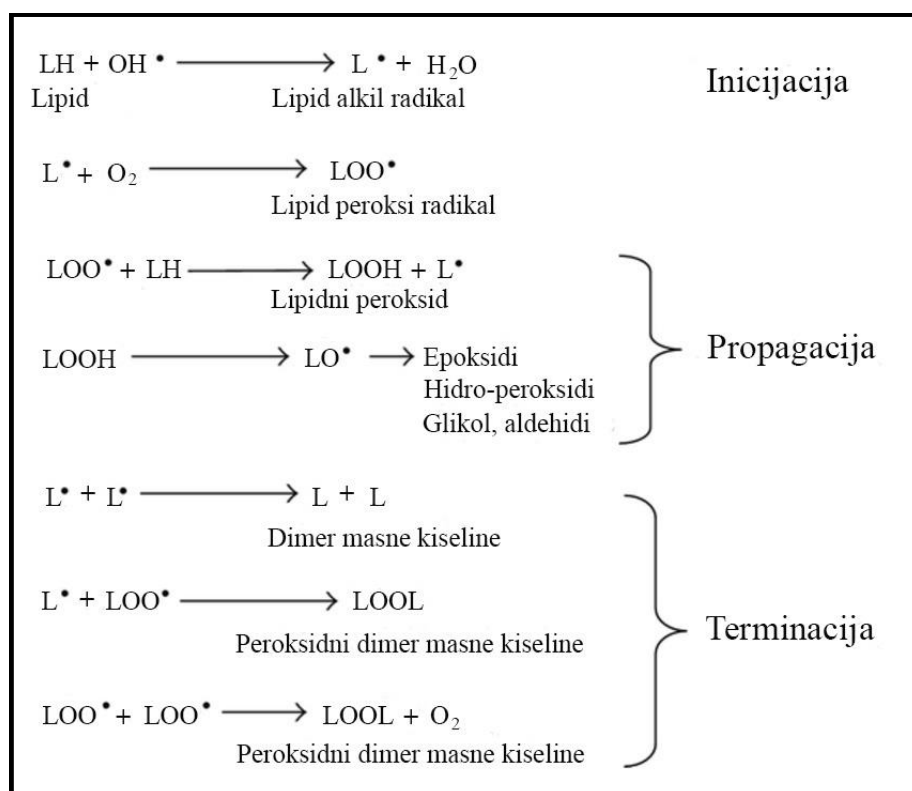 LH + OH • ⟶ L • + H₂O
Lipid Lipid alkil radikal
Inicijacija
L • + O₂ ⟶ LOO •
Lipid peroksi radikal
LOO • + LH ⟶ LOOH + L •
Lipidni peroksid
LOOH ⟶ LO • ⟶ Epoksidi
Hidro-peroksidi
Glikol, aldehidi
Propagacija
L • + L • ⟶ L + L
Dimer masne kiseline
L • + LOO • ⟶ LOOL
Peroksidni dimer masne kiseline
Terminacija
LOO • + LOO • ⟶ LOOL + O₂
Peroksidni dimer masne kiseline